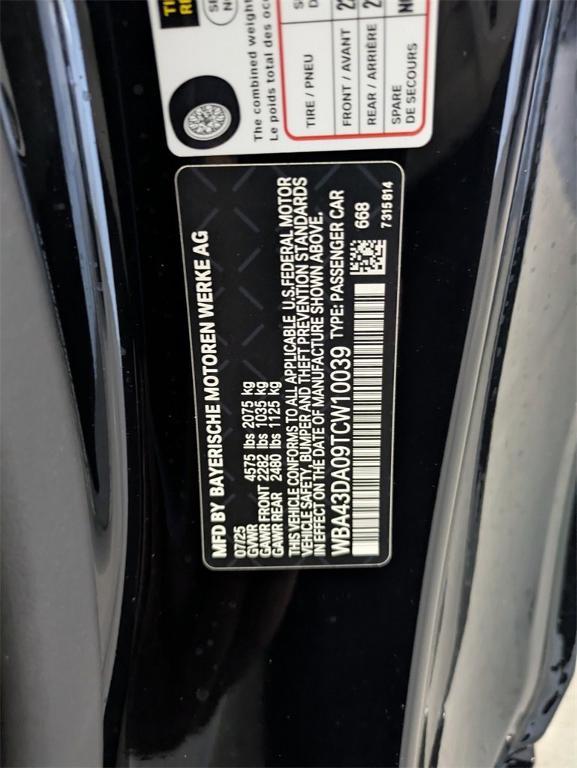 The combined weight
Le poids total des oc
TIRE / PNEU
FRONT / AVANT
REAR / ARRIÈRE
SPARE
DE SECOURS
MFD BY BAYERISCHE MOTOREN WERKE AG
07/25
GVWR 4575 lbs 2075 kg
GAWR FRONT 2282 lbs 1035 kg
GAWR REAR 2480 lbs 1125 kg
THIS VEHICLE CONFORMS TO ALL APPLICABLE U.S.FEDERAL MOTOR
VEHICLE SAFETY, BUMPER AND THEFT PREVENTION STANDARDS
IN EFFECT ON THE DATE OF MANUFACTURE SHOWN ABOVE.
WBA43DA09TCW10039 TYPE: PASSENGER CAR
668
7315814